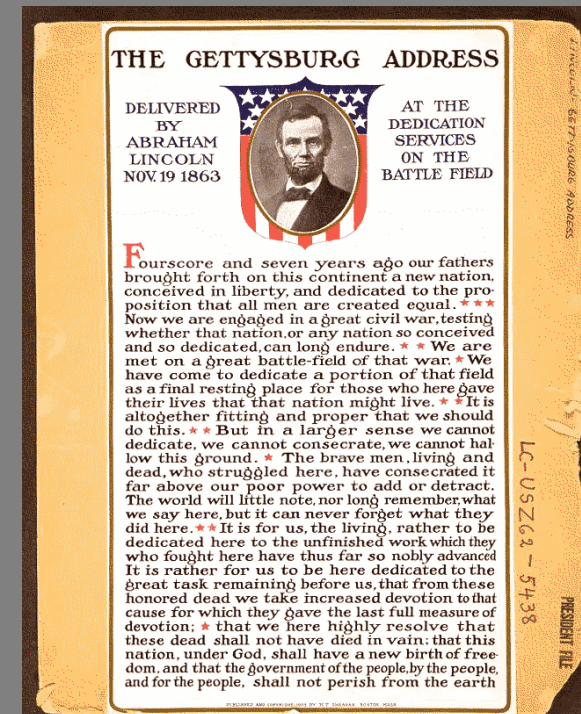 THE GETTYSBURG ADDRESS
DELIVERED
BY
ABRAHAM
LINCOLN
NOV. 19 1863
AT THE
DEDICATION
SERVICES
ON THE
BATTLE FIELD
Fourscore and seven years ago our fathers
brought forth on this continent a new nation,
conceived in liberty, and dedicated to the pro-
position that all men are created equal. ★★★
Now we are engaged in a great civil war, testing
whether that nation, or any nation so conceived
and so dedicated, can long endure. ★ ★ We are
met on a great battle-field of that war. ★ We
have come to dedicate a portion of that field
as a final resting place for those who here gave
their lives that that nation might live. ★ ★ It is
altogether fitting and proper that we should
do this. ★ ★ But in a larger sense we cannot
dedicate, we cannot consecrate, we cannot hal-
low this ground. ★ The brave men, living and
dead, who struggled here, have consecrated it
far above our poor power to add or detract.
The world will little note, nor long remember, what
we say here, but it can never forget what they
did here. ★★ It is for us, the living, rather to be
dedicated here to the unfinished work which they
who fought here have thus far so nobly advanced
It is rather for us to be here dedicated to the
great task remaining before us, that from these
honored dead we take increased devotion to that
cause for which they gave the last full measure of
devotion; ★ that we here highly resolve that
these dead shall not have died in vain: that this
nation, under God, shall have a new birth of free-
dom, and that the government of the people, by the people,
and for the people, shall not perish from the earth
PUBLISHED AND COPYRIGHT, BY M.T. SHEAHAN, BOSTON, MASS
LINCOLN - GETTYSBURG ADDRESS
LC-USZ62-5438
PRESIDENT FILE